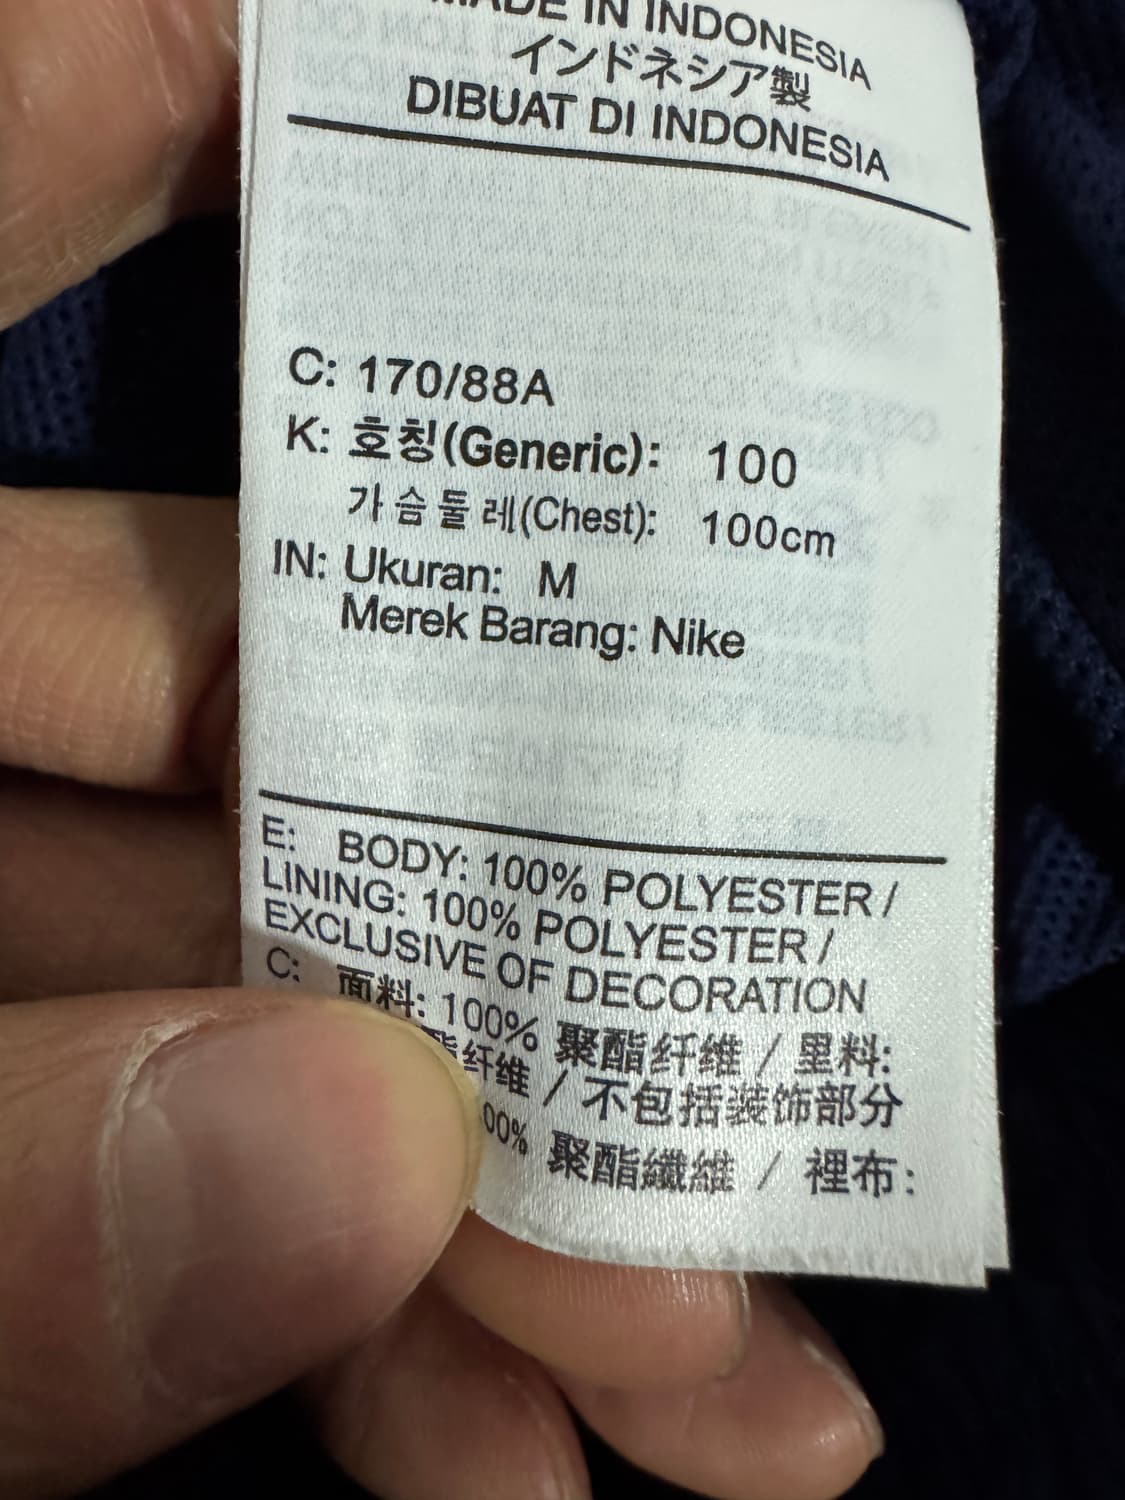 MADE IN INDONESIA
インドネシア製
DIBUAT DI INDONESIA
C: 170/88A
K: 호칭(Generic): 100
가슴둘레(Chest): 100cm
IN: Ukuran: M
Merek Barang: Nike
E: BODY: 100% POLYESTER /
LINING: 100% POLYESTER /
EXCLUSIVE OF DECORATION
C: 面料: 100% 聚酯纤维 / 里料:
酯纤维 / 不包括装饰部分
00% 聚酯纖維 / 裡布: